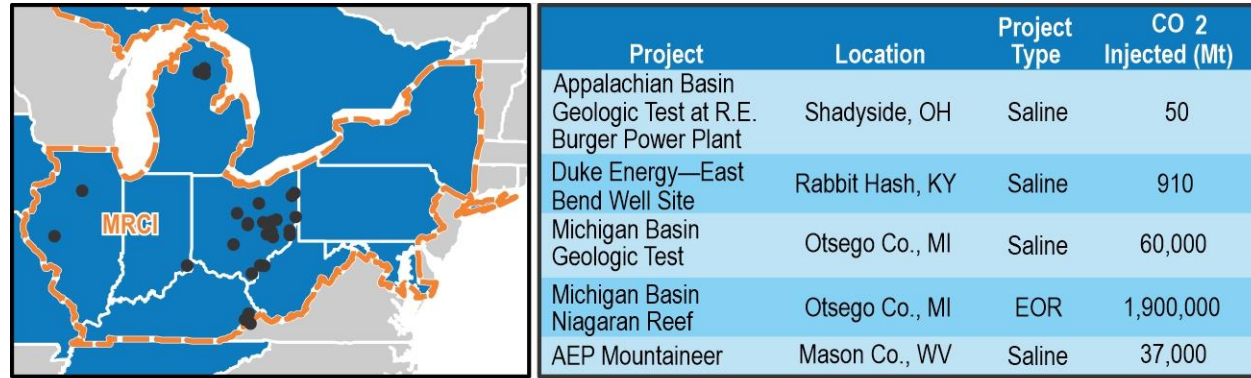 MRCI
Project Location Project Type CO 2 Injected (Mt)
Appalachian Basin
Geologic Test at R.E.
Burger Power Plant
Shadyside, OH Saline 50
Duke Energy—East
Bend Well Site
Rabbit Hash, KY Saline 910
Michigan Basin
Geologic Test
Otsego Co., MI Saline 60,000
Michigan Basin
Niagaran Reef
Otsego Co., MI EOR 1,900,000
AEP Mountaineer Mason Co., WV Saline 37,000